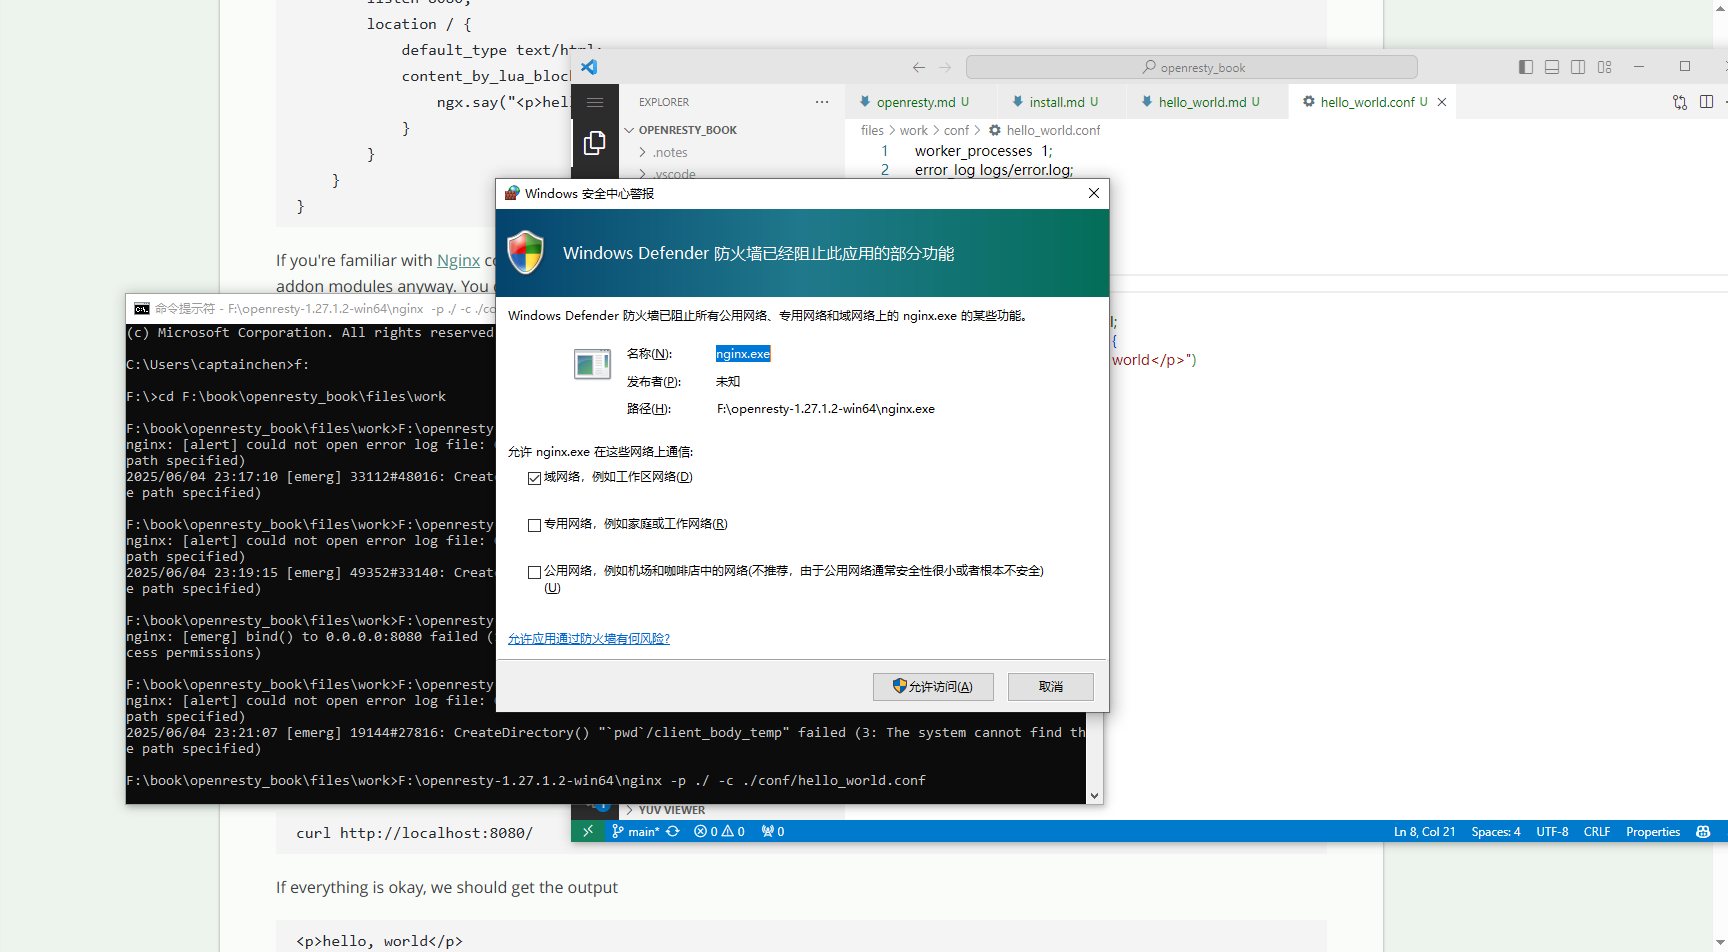 listen 8080;
location / {
default_type text/html;
content_by_lua_block
ngx.say("<p>hel
}
}
}
}
If you're familiar with Nginx co
addon modules anyway. You
openresty_book
EXPLORER
OPENRESTY_BOOK
.notes
.vscode
openresty.md U
install.md U
hello_world.md U
hello_world.conf U
files > work > conf > hello_world.conf
1 worker_processes 1;
2 error_log logs/error.log;
l;
{
world</p>")
Windows 安全中心警报
Windows Defender 防火墙已经阻止此应用的部分功能
Windows Defender 防火墙已阻止所有公用网络、专用网络和域网络上的 nginx.exe 的某些功能。
名称(N): nginx.exe
发布者(P): 未知
路径(H): F:\openresty-1.27.1.2-win64\nginx.exe
允许 nginx.exe 在这些网络上通信:
域网络，例如工作区网络(D)
专用网络，例如家庭或工作网络(R)
公用网络，例如机场和咖啡店中的网络(不推荐，由于公用网络通常安全性很小或者根本不安全)
(U)
允许应用通过防火墙有何风险?
允许访问(A)
取消
命令提示符 - F:\openresty-1.27.1.2-win64\nginx -p ./ -c ./co
(c) Microsoft Corporation. All rights reserved
C:\Users\captainchen>f:
F:\>cd F:\book\openresty_book\files\work
F:\book\openresty_book\files\work>F:\openresty
nginx: [alert] could not open error log file:
path specified)
2025/06/04 23:17:10 [emerg] 33112#48016: Creat
e path specified)
F:\book\openresty_book\files\work>F:\openresty
nginx: [alert] could not open error log file:
path specified)
2025/06/04 23:19:15 [emerg] 49352#33140: Creat
e path specified)
F:\book\openresty_book\files\work>F:\openresty
nginx: [emerg] bind() to 0.0.0.0:8080 failed (
cess permissions)
F:\book\openresty_book\files\work>F:\openresty
nginx: [alert] could not open error log file:
path specified)
2025/06/04 23:21:07 [emerg] 19144#27816: CreateDirectory() "`pwd`/client_body_temp" failed (3: The system cannot find th
e path specified)
F:\book\openresty_book\files\work>F:\openresty-1.27.1.2-win64\nginx -p ./ -c ./conf/hello_world.conf
YUV VIEWER
main* 0 0 0
Ln 8, Col 21 Spaces: 4 UTF-8 CRLF Properties
curl http://localhost:8080/
If everything is okay, we should get the output
<p>hello, world</p>